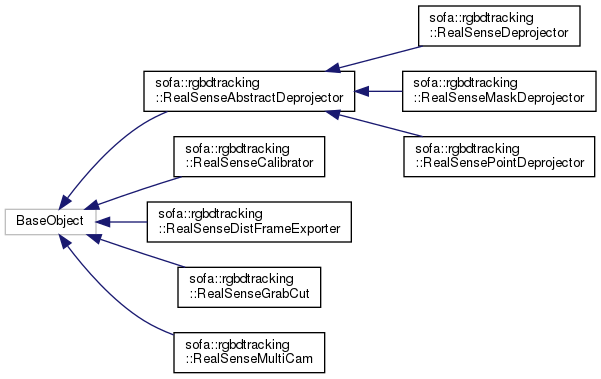 sofa::rgbdtracking
::RealSenseDeprojector
sofa::rgbdtracking
::RealSenseAbstractDeprojector
sofa::rgbdtracking
::RealSenseMaskDeprojector
sofa::rgbdtracking
::RealSensePointDeprojector
sofa::rgbdtracking
::RealSenseCalibrator
BaseObject
sofa::rgbdtracking
::RealSenseDistFrameExporter
sofa::rgbdtracking
::RealSenseGrabCut
sofa::rgbdtracking
::RealSenseMultiCam